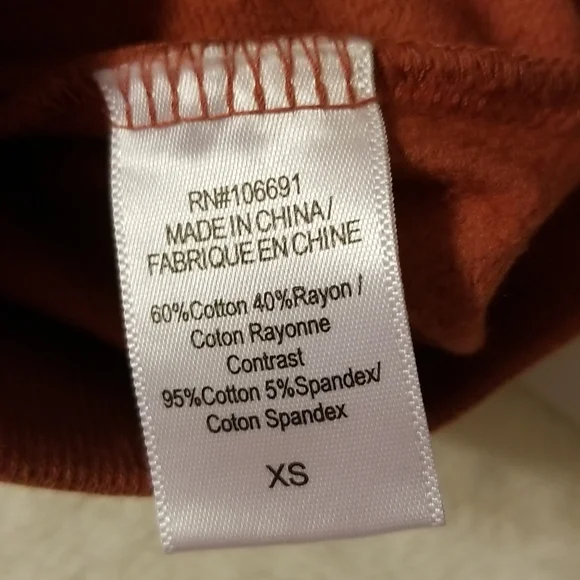 RN#106691
MADE IN CHINA/
FABRIQUE EN CHINE
60%Cotton 40%Rayon /
Coton Rayonne
Contrast
95%Cotton 5%Spandex/
Coton Spandex
XS